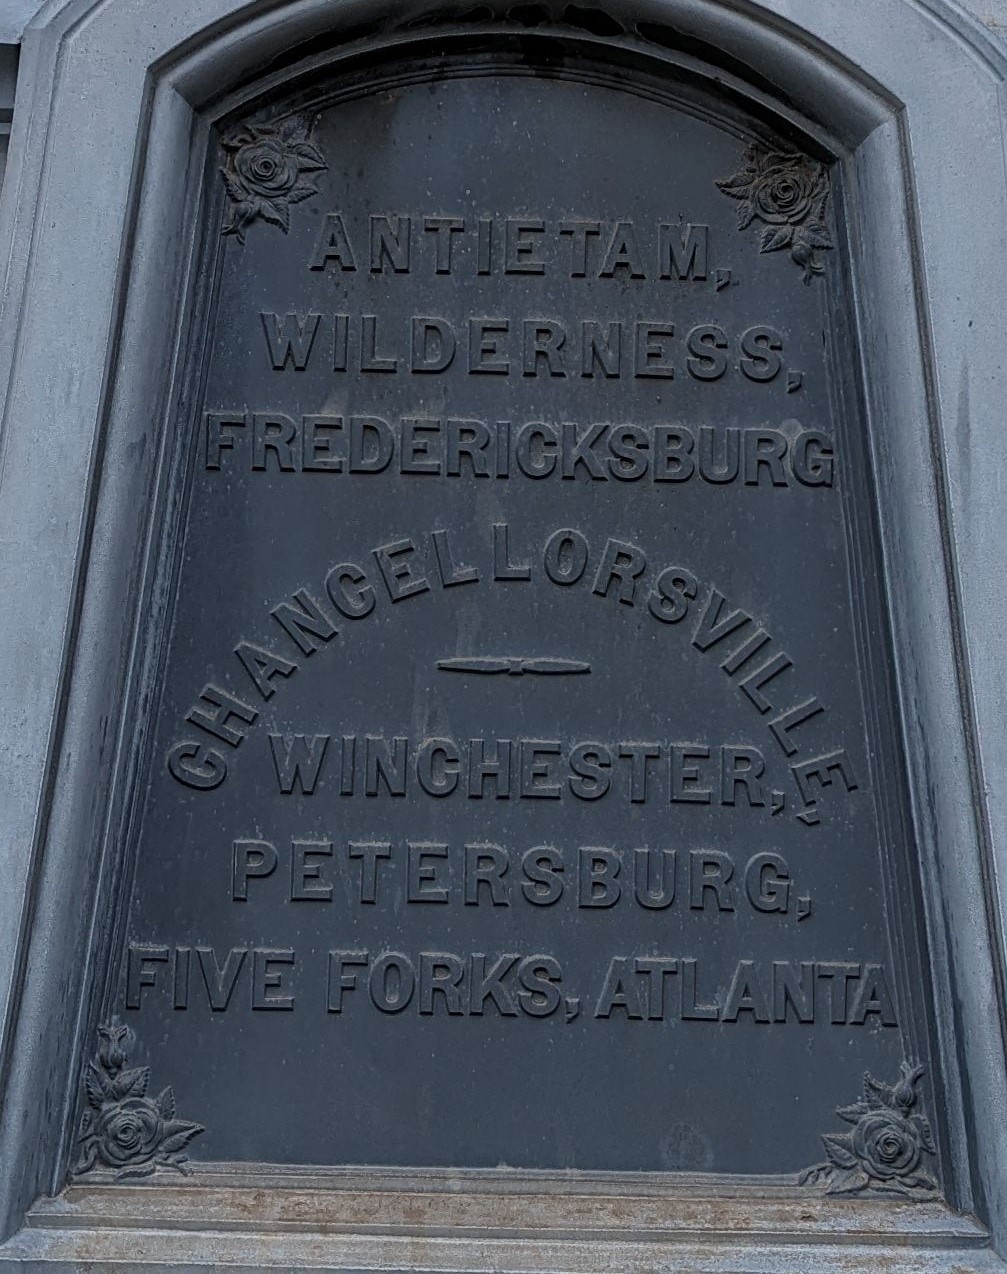 ANTIETAM,
WILDERNESS,
FREDERICKSBURG
CHANCELLORSVILLE,
WINCHESTER,
PETERSBURG,
FIVE FORKS, ATLANTA